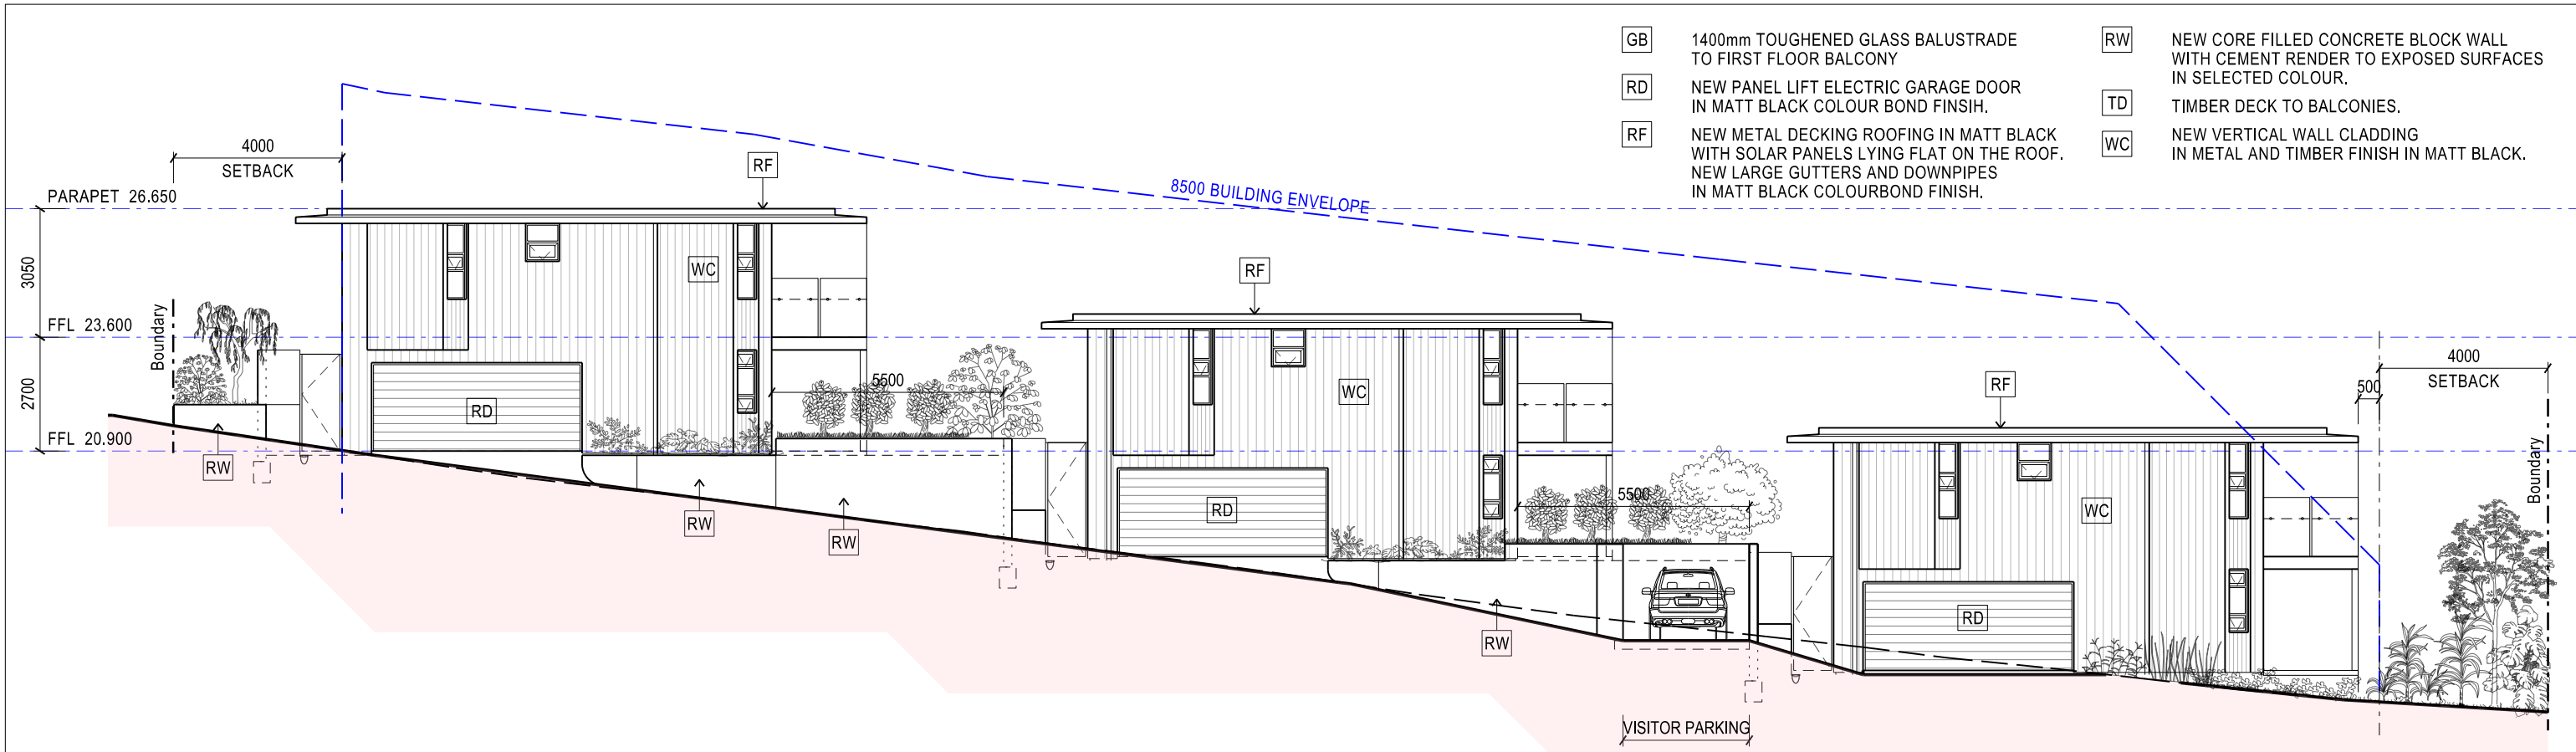 GB
1400mm TOUGHENED GLASS BALUSTRADE
TO FIRST FLOOR BALCONY
RD
NEW PANEL LIFT ELECTRIC GARAGE DOOR
IN MATT BLACK COLOUR BOND FINSIH.
RF
NEW METAL DECKING ROOFING IN MATT BLACK
WITH SOLAR PANELS LYING FLAT ON THE ROOF.
NEW LARGE GUTTERS AND DOWNPIPES
IN MATT BLACK COLOURBOND FINISH.
RW
NEW CORE FILLED CONCRETE BLOCK WALL
WITH CEMENT RENDER TO EXPOSED SURFACES
IN SELECTED COLOUR.
TD
TIMBER DECK TO BALCONIES.
WC
NEW VERTICAL WALL CLADDING
IN METAL AND TIMBER FINISH IN MATT BLACK.
4000
SETBACK
PARAPET 26.650
3050
FFL 23.600
2700
FFL 20.900
Boundary
RF
WC
RD
RW
RW
RW
5500
8500 BUILDING ENVELOPE
RF
WC
RD
RW
5500
VISITOR PARKING
RF
WC
RD
500
4000
SETBACK
Boundary